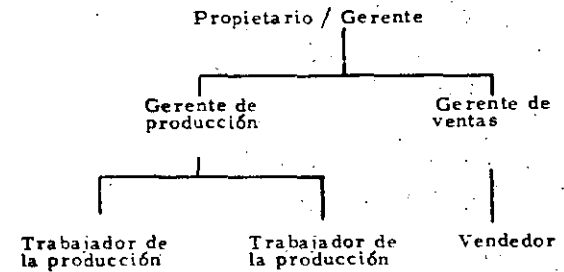 Propietario / Gerente
Gerente de
producción
Gerente de
ventas
Trabajador de
la producción
Trabajador de
la producción
Vendedor